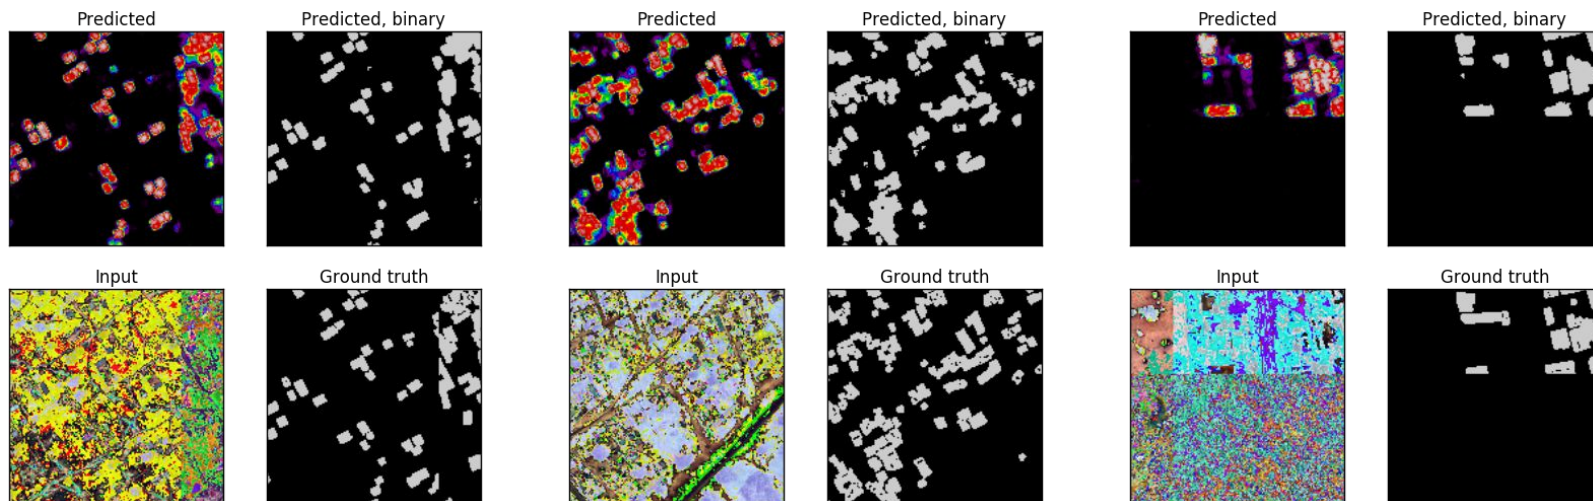 Predicted
Predicted, binary
Predicted
Predicted, binary
Predicted
Predicted, binary
Input
Ground truth
Input
Ground truth
Input
Ground truth